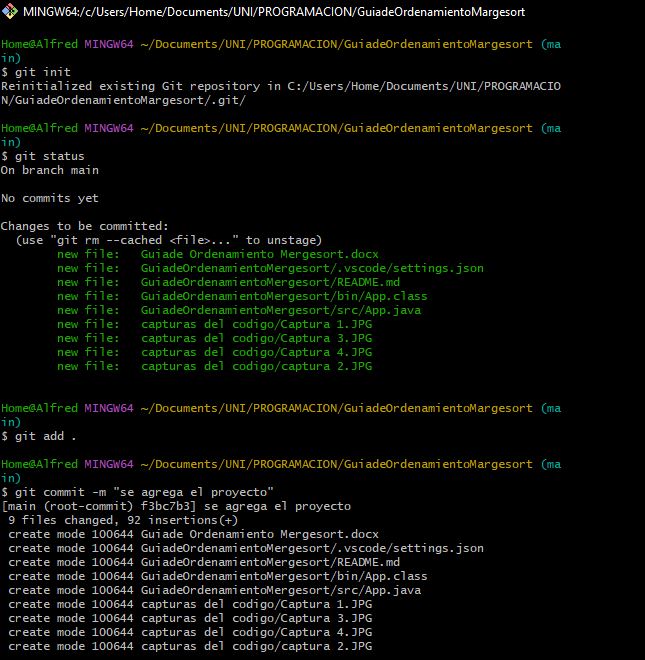 MINGW64:/c/Users/Home/Documents/UNI/PROGRAMACION/GuiadeOrdenamientoMargesort
Home@Alfred MINGW64 ~/Documents/UNI/PROGRAMACION/GuiadeOrdenamientoMargesort (ma
in)
$ git init
Reinitialized existing Git repository in C:/Users/Home/Documents/UNI/PROGRAMACIO
N/GuiadeOrdenamientoMargesort/.git/
Home@Alfred MINGW64 ~/Documents/UNI/PROGRAMACION/GuiadeOrdenamientoMargesort (ma
in)
$ git status
On branch main
No commits yet
Changes to be committed:
  (use "git rm --cached <file>..." to unstage)
        new file:   Guiade Ordenamiento Mergesort.docx
        new file:   GuiadeOrdenamientoMergesort/.vscode/settings.json
        new file:   GuiadeOrdenamientoMergesort/README.md
        new file:   GuiadeOrdenamientoMergesort/bin/App.class
        new file:   GuiadeOrdenamientoMergesort/src/App.java
        new file:   capturas del codigo/Captura 1.JPG
        new file:   capturas del codigo/Captura 3.JPG
        new file:   capturas del codigo/Captura 4.JPG
        new file:   capturas del codigo/captura 2.JPG
Home@Alfred MINGW64 ~/Documents/UNI/PROGRAMACION/GuiadeOrdenamientoMargesort (ma
in)
$ git add .
Home@Alfred MINGW64 ~/Documents/UNI/PROGRAMACION/GuiadeOrdenamientoMargesort (ma
in)
$ git commit -m "se agrega el proyecto"
[main (root-commit) f3bc7b3] se agrega el proyecto
 9 files changed, 92 insertions(+)
 create mode 100644 Guiade Ordenamiento Mergesort.docx
 create mode 100644 GuiadeOrdenamientoMergesort/.vscode/settings.json
 create mode 100644 GuiadeOrdenamientoMergesort/README.md
 create mode 100644 GuiadeOrdenamientoMergesort/bin/App.class
 create mode 100644 GuiadeOrdenamientoMergesort/src/App.java
 create mode 100644 capturas del codigo/Captura 1.JPG
 create mode 100644 capturas del codigo/Captura 3.JPG
 create mode 100644 capturas del codigo/Captura 4.JPG
 create mode 100644 capturas del codigo/captura 2.JPG